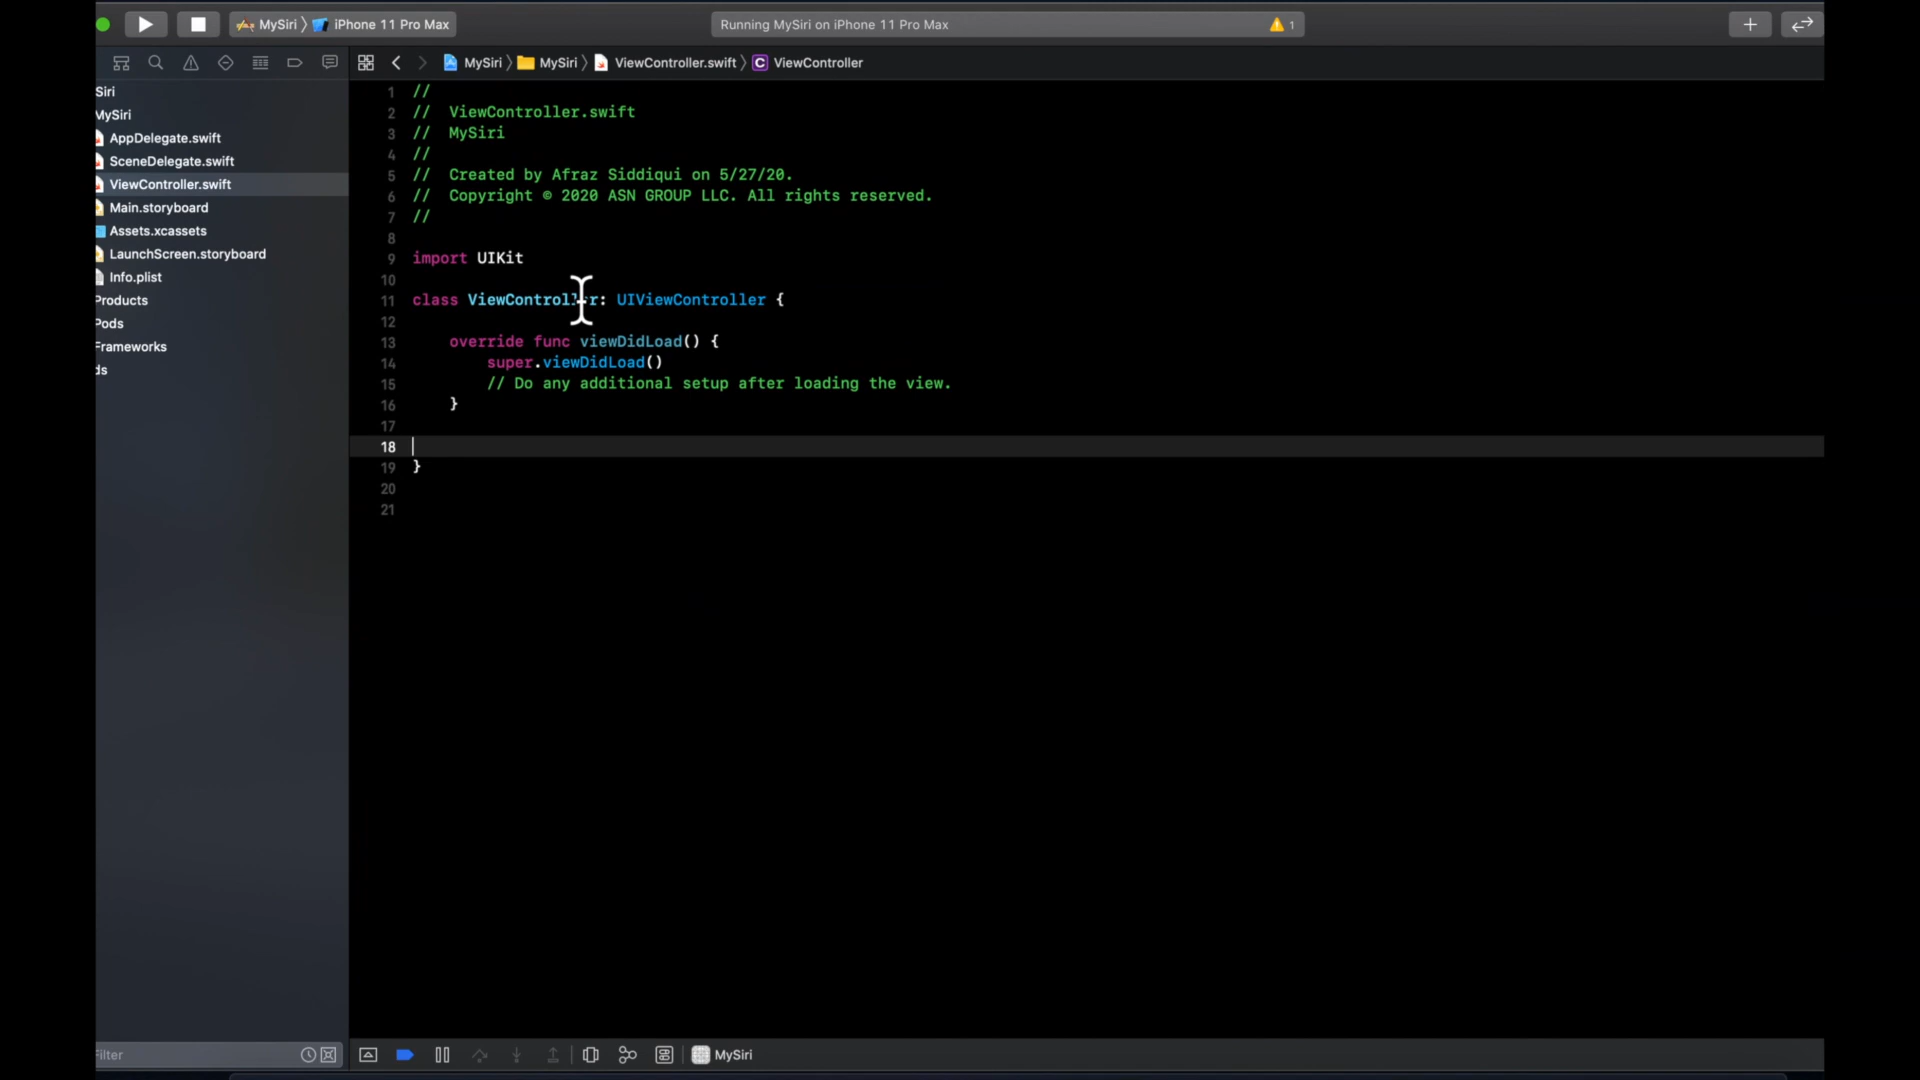 MySiri iPhone 11 Pro Max
Running MySiri on iPhone 11 Pro Max
1
MySiri MySiri ViewController.swift C ViewController
Siri
MySiri
AppDelegate.swift
SceneDelegate.swift
ViewController.swift
Main.storyboard
Assets.xcassets
LaunchScreen.storyboard
Info.plist
Products
Pods
Frameworks
ds
1 //
2 // ViewController.swift
3 // MySiri
4 //
5 // Created by Afraz Siddiqui on 5/27/20.
6 // Copyright © 2020 ASN GROUP LLC. All rights reserved.
7 //
8
9 import UIKit
10
11 class ViewController: UIViewController {
12
13 override func viewDidLoad() {
14 super.viewDidLoad()
15 // Do any additional setup after loading the view.
16 }
17
18
19 }
20
21
Filter
MySiri